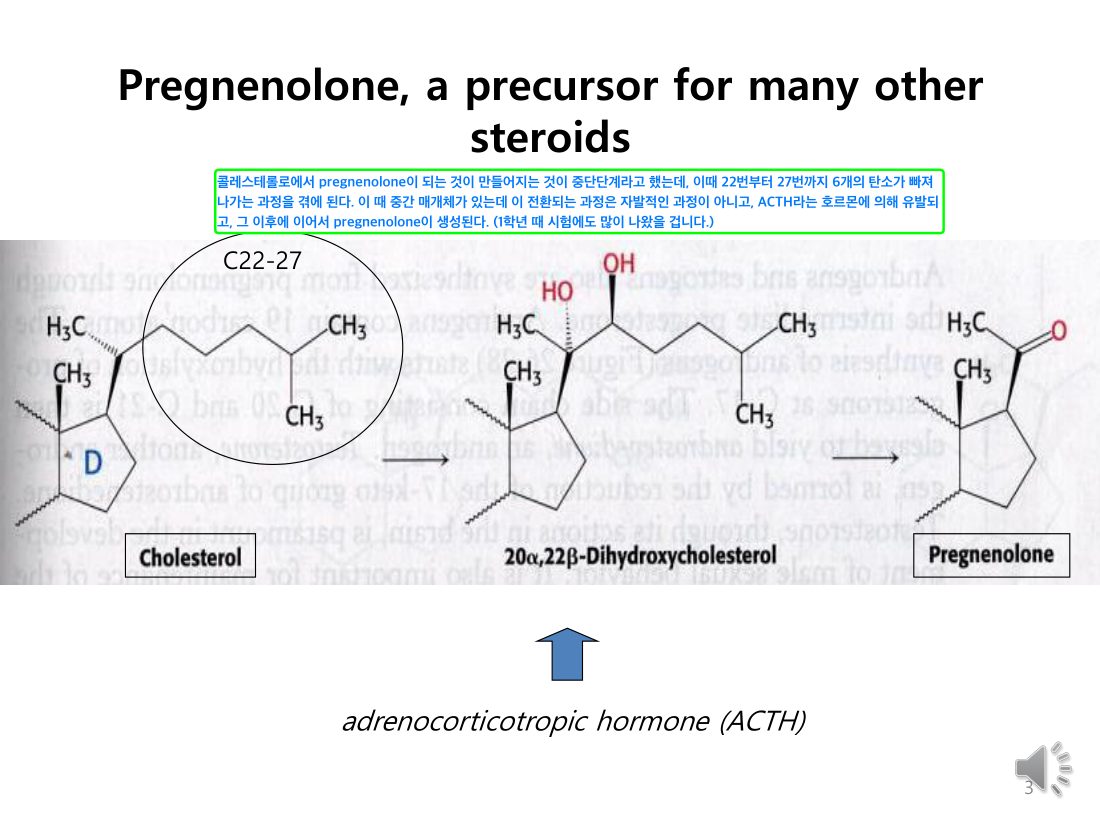 Pregnenolone, a precursor for many other
steroids
콜레스테롤로에서 pregnenolone이 되는 것이 만들어지는 것이 중단단계라고 했는데, 이때 22번부터 27번까지 6개의 탄소가 빠져
나가는 과정을 겪에 된다. 이 때 중간 매개체가 있는데 이 전환되는 과정은 자발적인 과정이 아니고, ACTH라는 호르몬에 의해 유발되
고, 그 이후에 이어서 pregnenolone이 생성된다. (1학년 때 시험에도 많이 나왔을 겁니다.)
C22-27
H₃C
CH₃
CH₃
CH₃
D
Cholesterol
OH
HO
H₃C
CH₃
CH₃
CH₃
20α,22β-Dihydroxycholesterol
H₃C
O
CH₃
Pregnenolone
adrenocorticotropic hormone (ACTH)
3